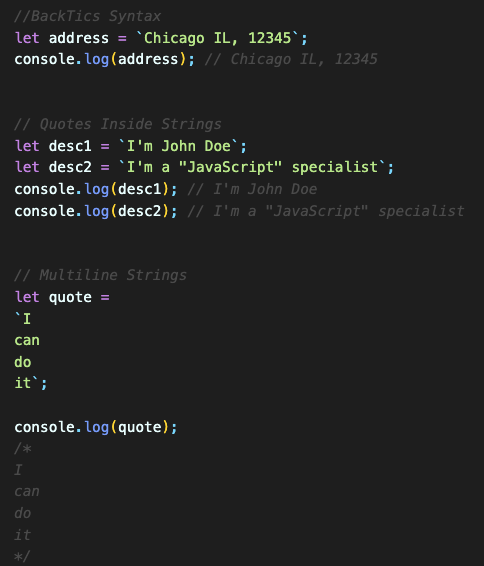 //BackTics Syntax
let address = `Chicago IL, 12345`;
console.log(address); // Chicago IL, 12345
// Quotes Inside Strings
let desc1 = `I'm John Doe`;
let desc2 = `I'm a "JavaScript" specialist`;
console.log(desc1); // I'm John Doe
console.log(desc2); // I'm a "JavaScript" specialist
// Multiline Strings
let quote =
`I
can
do
it`;
console.log(quote);
/*
I
can
do
it
*/